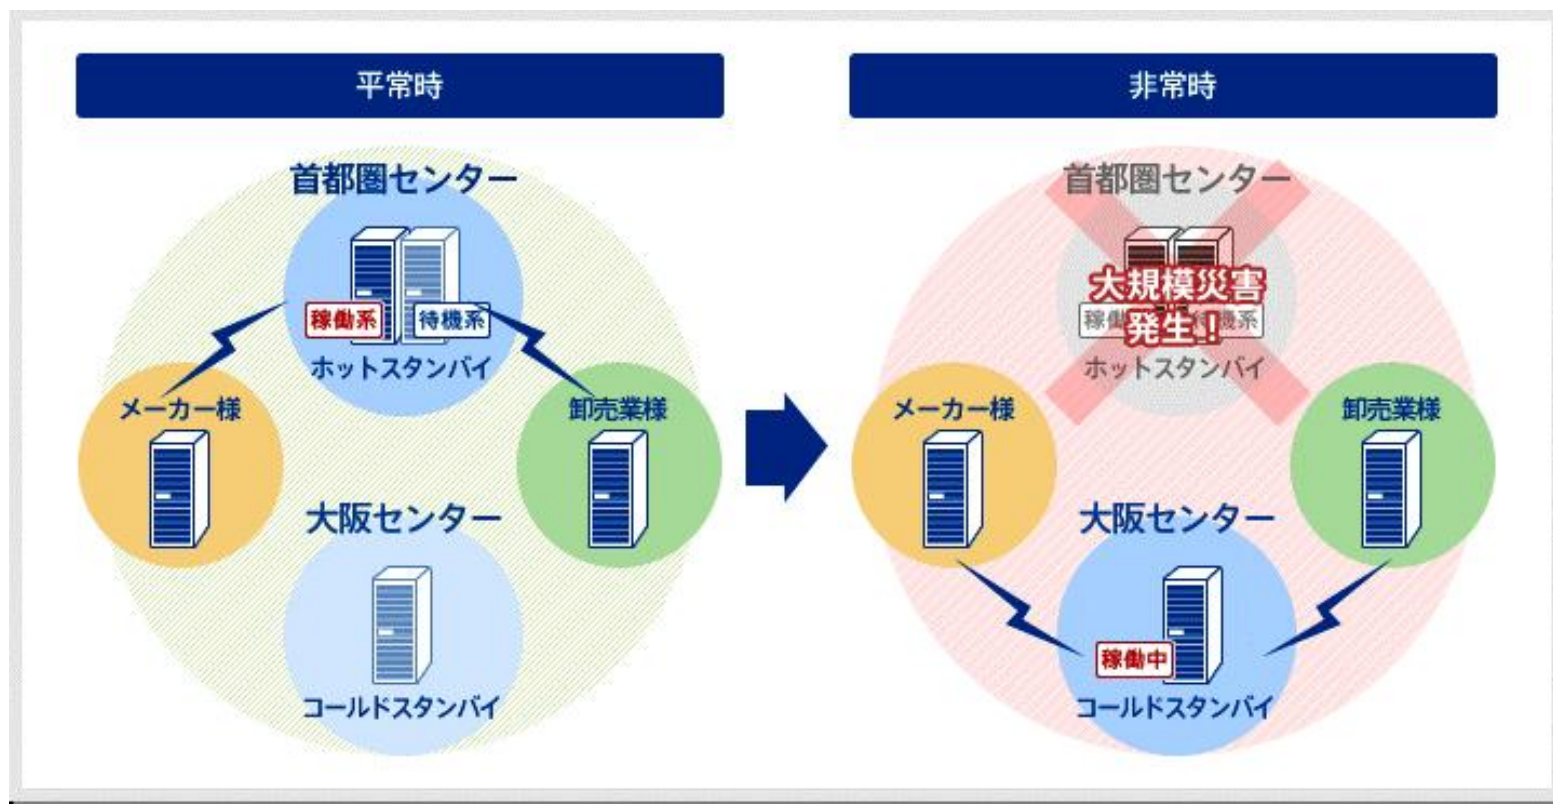 平常時
首都圏センター
稼働系
待機系
ホットスタンバイ
メーカー様
卸売業様
大阪センター
コールドスタンバイ
非常時
首都圏センター
大規模災害
発生！
稼働
機系
ホットスタンバイ
メーカー様
卸売業様
大阪センター
稼働中
コールドスタンバイ